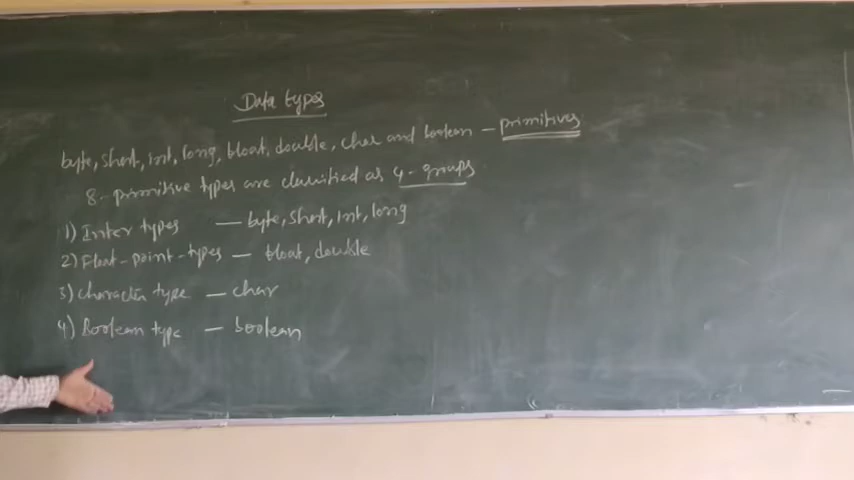 Data types
byte, short, int, long, float, double, char and boolean - primitives
8 - primitive types are classified as 4 - groups
1) Inter types - byte, short, int, long
2) Float-point-types - float, double
3) character type - char
4) Boolean type - boolean